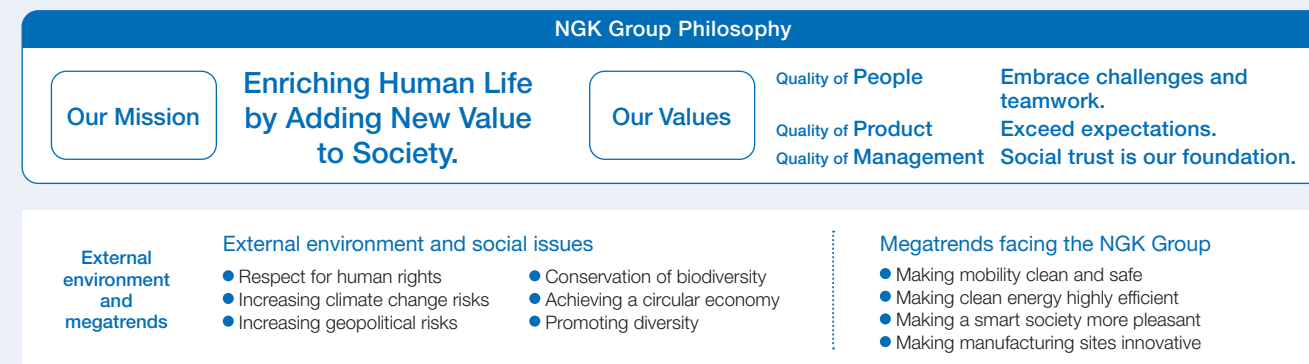 NGK Group Philosophy
Our Mission
Enriching Human Life
by Adding New Value
to Society.
Our Values
Quality of People
Embrace challenges and
teamwork.
Quality of Product
Exceed expectations.
Quality of Management
Social trust is our foundation.
External
environment
and
megatrends
External environment and social issues
● Respect for human rights
● Increasing climate change risks
● Increasing geopolitical risks
● Conservation of biodiversity
● Achieving a circular economy
● Promoting diversity
Megatrends facing the NGK Group
● Making mobility clean and safe
● Making clean energy highly efficient
● Making a smart society more pleasant
● Making manufacturing sites innovative